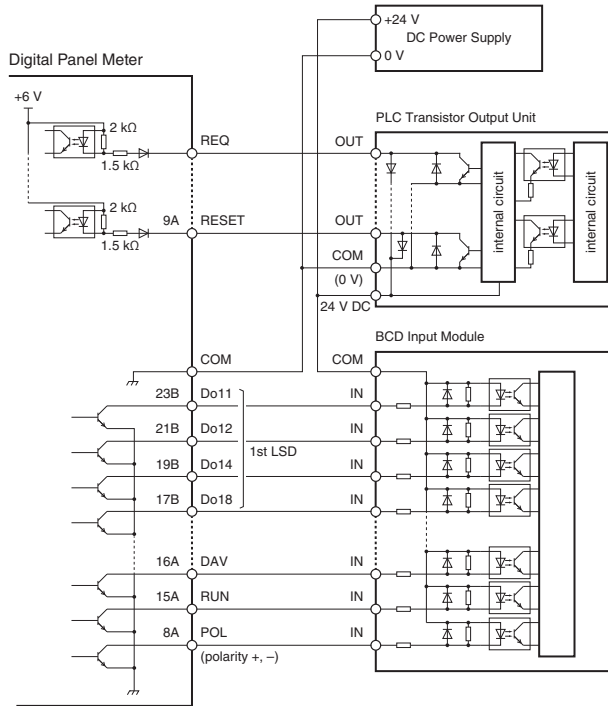 +24 V
DC Power Supply
0 V
Digital Panel Meter
+6 V
PLC Transistor Output Unit
2 kΩ
1.5 kΩ
REQ
OUT
internal circuit
internal circuit
2 kΩ
1.5 kΩ
9A
RESET
OUT
COM
(0 V)
24 V DC
BCD Input Module
COM
COM
23B
Do11
IN
21B
Do12
IN
1st LSD
19B
Do14
IN
17B
Do18
IN
16A
DAV
IN
15A
RUN
IN
8A
POL
IN
(polarity +, –)